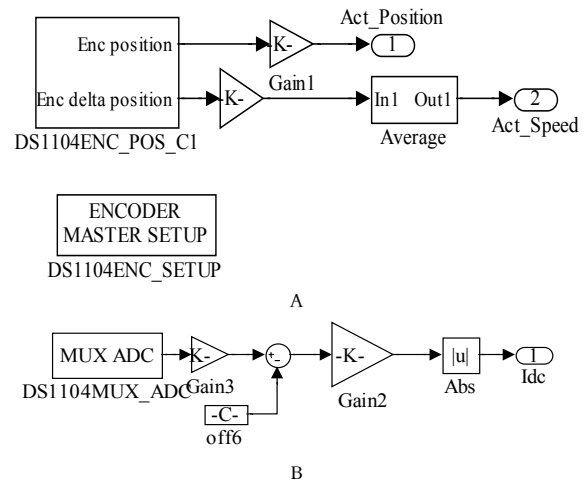 Act_Position
Enc position
K-
1
Gain1
Enc delta position
-K-
In1 Out1
2
Average
Act_Speed
DS1104ENC_POS_C1
ENCODER
MASTER SETUP
DS1104ENC_SETUP
A
MUX ADC
K-
+
-
-K-
|u|
1
DS1104MUX_ADC
Gain3
Gain2
Abs
Idc
-C-
off6
B